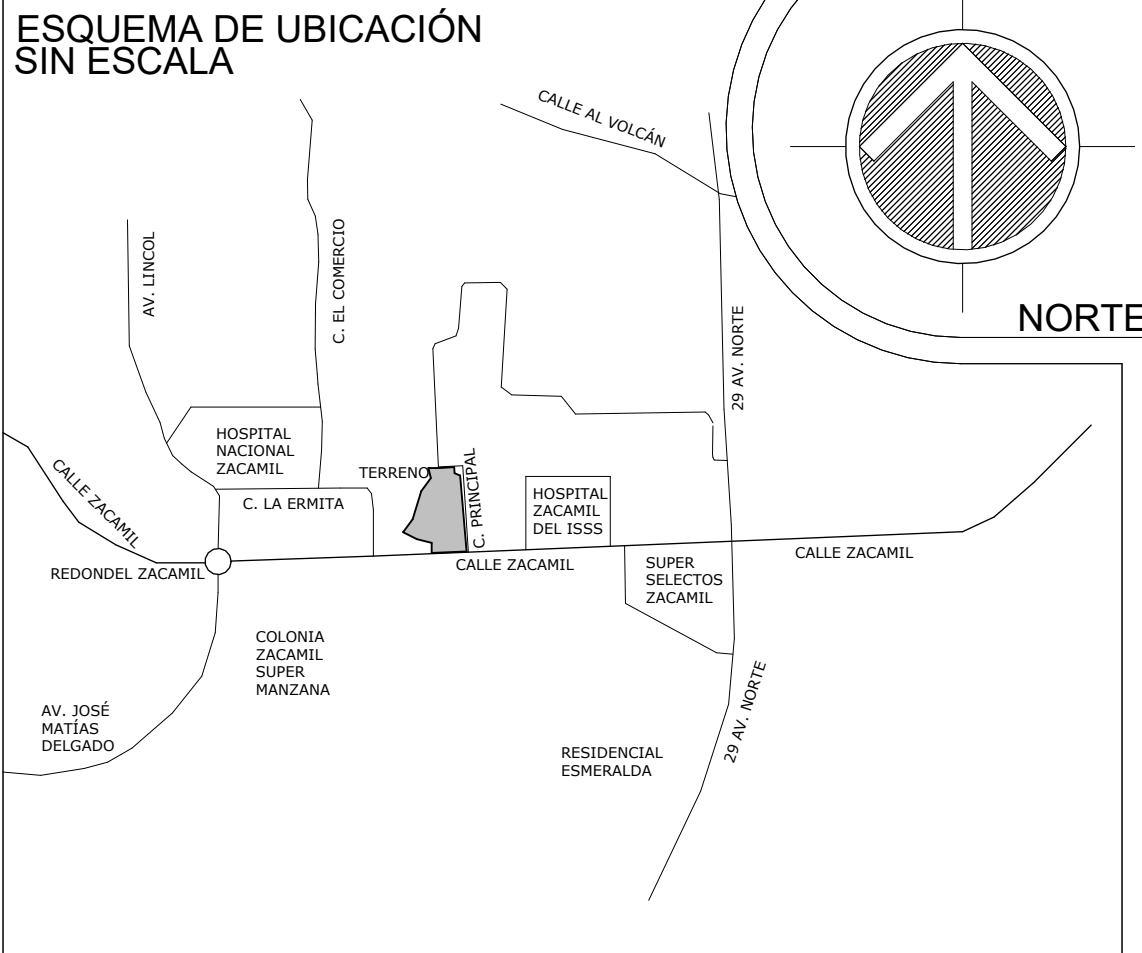 ESQUEMA DE UBICACIÓN
SIN ESCALA
NORTE
CALLE AL VOLCÁN
AV. LINCOL
C. EL COMERCIO
29 AV. NORTE
HOSPITAL
NACIONAL
ZACAMIL
CALLE ZACAMIL
TERRENO
C. PRINCIPAL
C. LA ERMITA
HOSPITAL
ZACAMIL
DEL ISSS
REDONDEL ZACAMIL
CALLE ZACAMIL
SUPER
SELECTOS
ZACAMIL
CALLE ZACAMIL
COLONIA
ZACAMIL
SUPER
MANZANA
AV. JOSÉ
MATÍAS
DELGADO
RESIDENCIAL
ESMERALDA
29 AV. NORTE